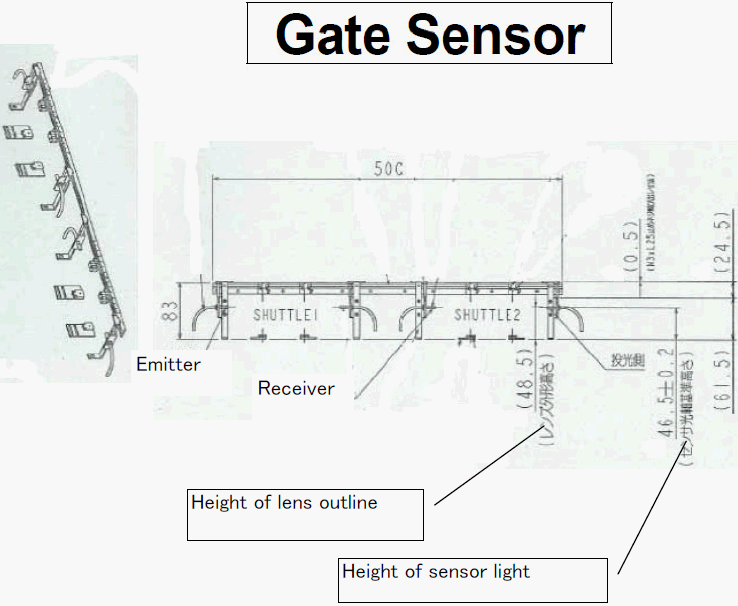 Gate Sensor
50C
(0.5)
(24.5)
83
SHUTTLE1
SHUTTLE2
Emitter
Receiver
投光側
(48.5)
(レンズ外形高さ)
46.5±0.2
(センサ光軸基準高さ)
(61.5)
Height of lens outline
Height of sensor light